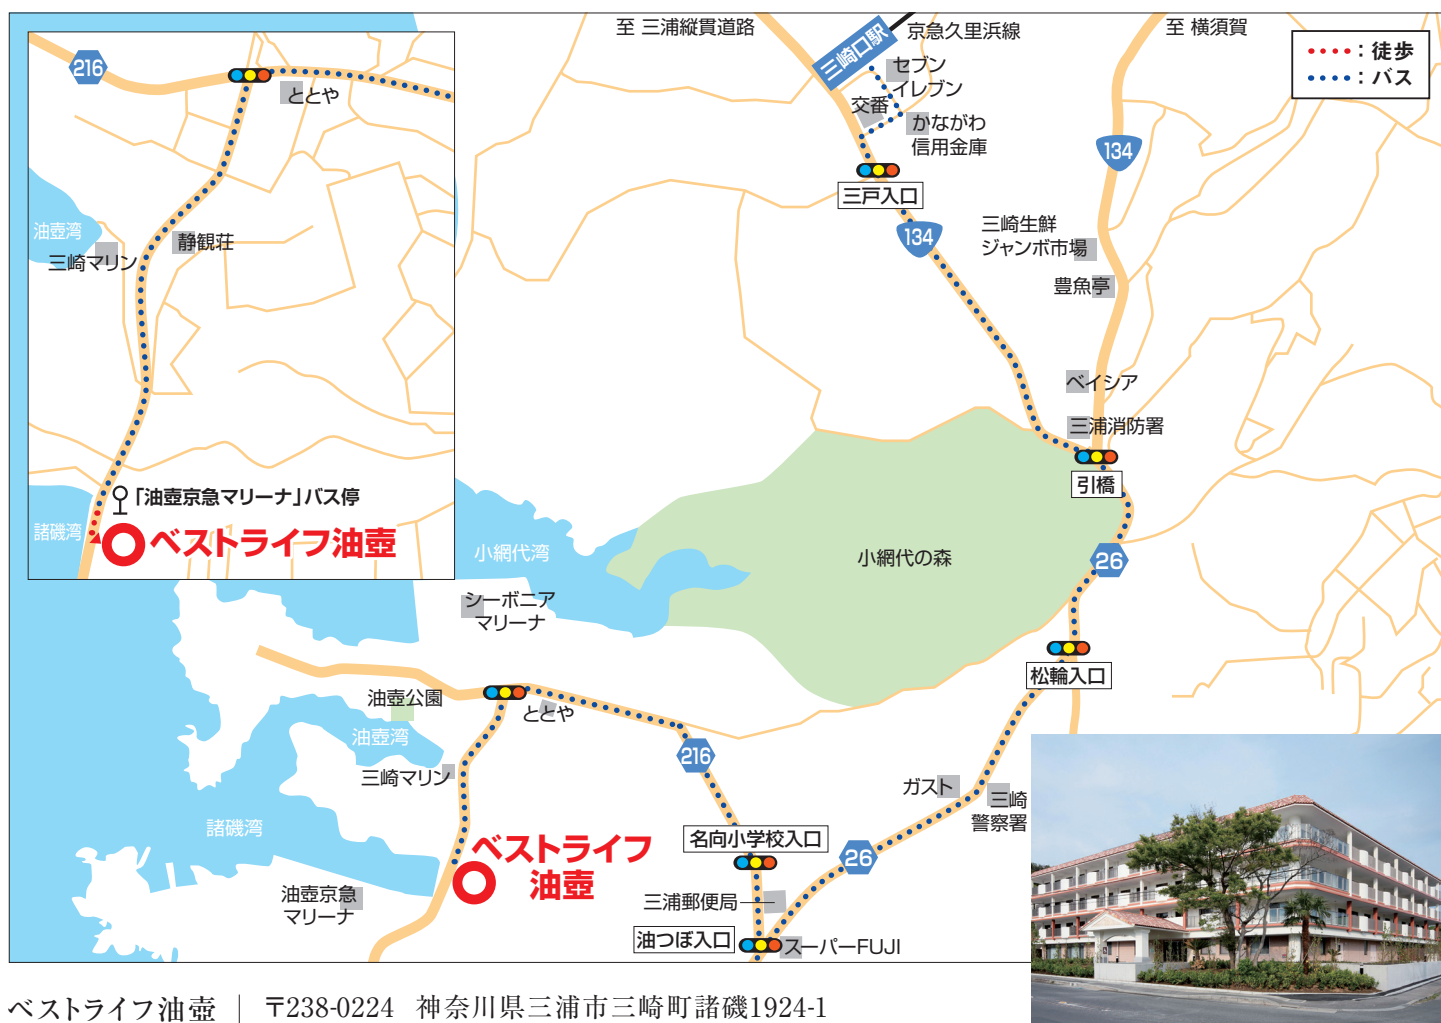 至 三浦縦貫道路
三崎口駅
京急久里浜線
至 横須賀
：徒歩
：バス
セブン
イレブン
交番
かながわ
信用金庫
三戸入口
134
134
三崎生鮮
ジャンボ市場
豊魚亭
ベイシア
三浦消防署
引橋
26
小網代の森
松輪入口
216
ととや
油壺湾
三崎マリン
静観荘
「油壺京急マリーナ」バス停
諸磯湾
ベストライフ油壺
小網代湾
シーボニア
マリーナ
油壺公園
ととや
油壺湾
三崎マリン
216
ガスト
三崎
警察署
諸磯湾
ベストライフ
油壺
名向小学校入口
26
油壺京急
マリーナ
三浦郵便局
油つぼ入口
スーパーFUJI
ベストライフ油壺｜〒238-0224 神奈川県三浦市三崎町諸磯1924-1